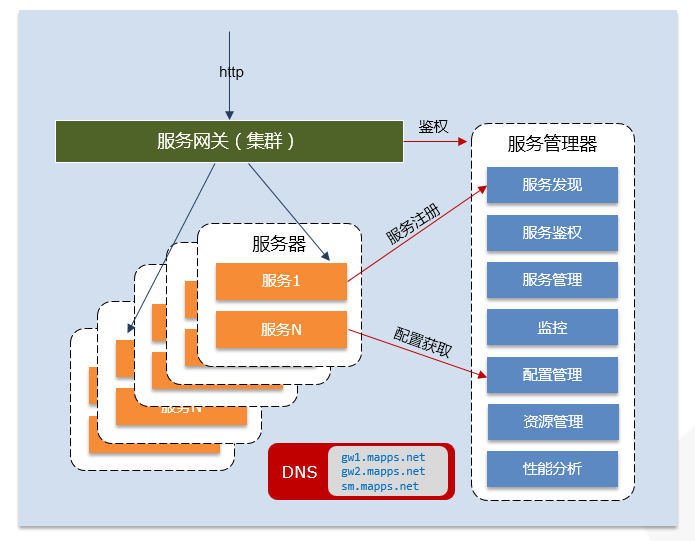 http
服务网关（集群）
鉴权
服务管理器
服务发现
服务鉴权
服务管理
监控
配置管理
资源管理
性能分析
服务注册
配置获取
服务器
服务1
服务N
服务N
DNS
gw1.mapps.net
gw2.mapps.net
sm.mapps.net